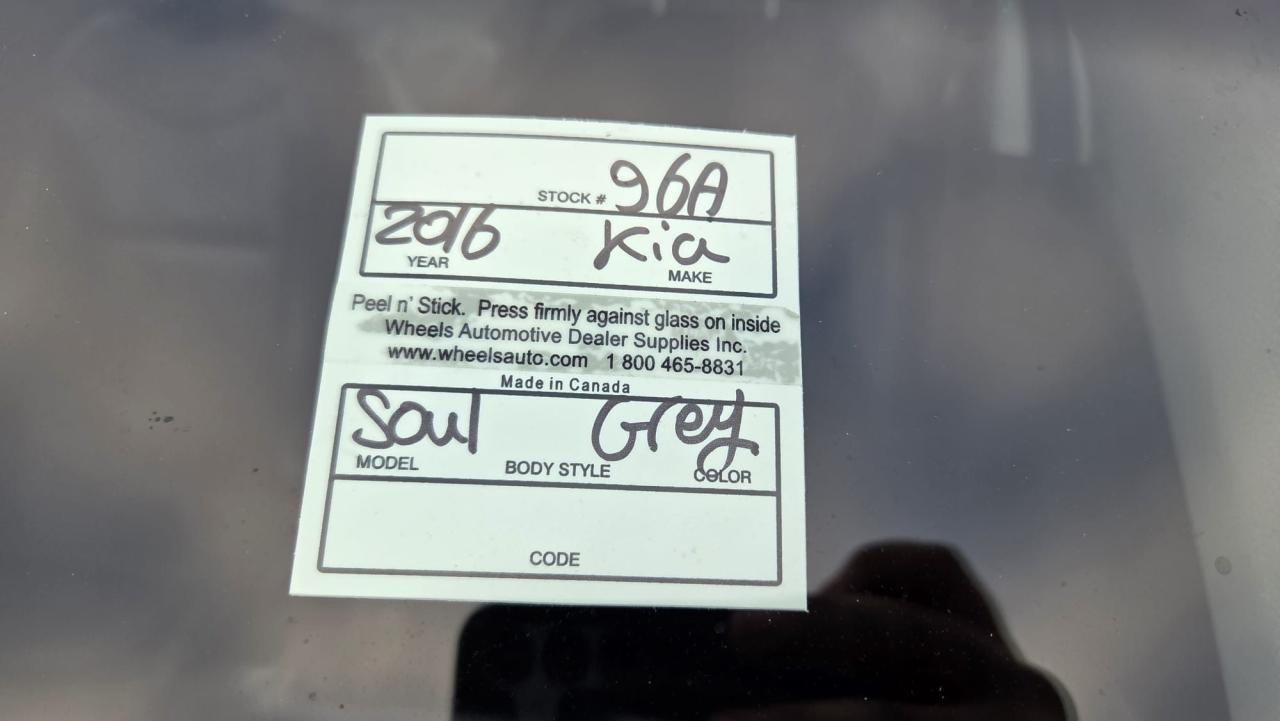 STOCK # 96A
2016 Kia
YEAR MAKE
Peel n' Stick. Press firmly against glass on inside
Wheels Automotive Dealer Supplies Inc.
www.wheelsauto.com 1 800 465-8831
Made in Canada
Soul Grey
MODEL BODY STYLE COLOR
CODE